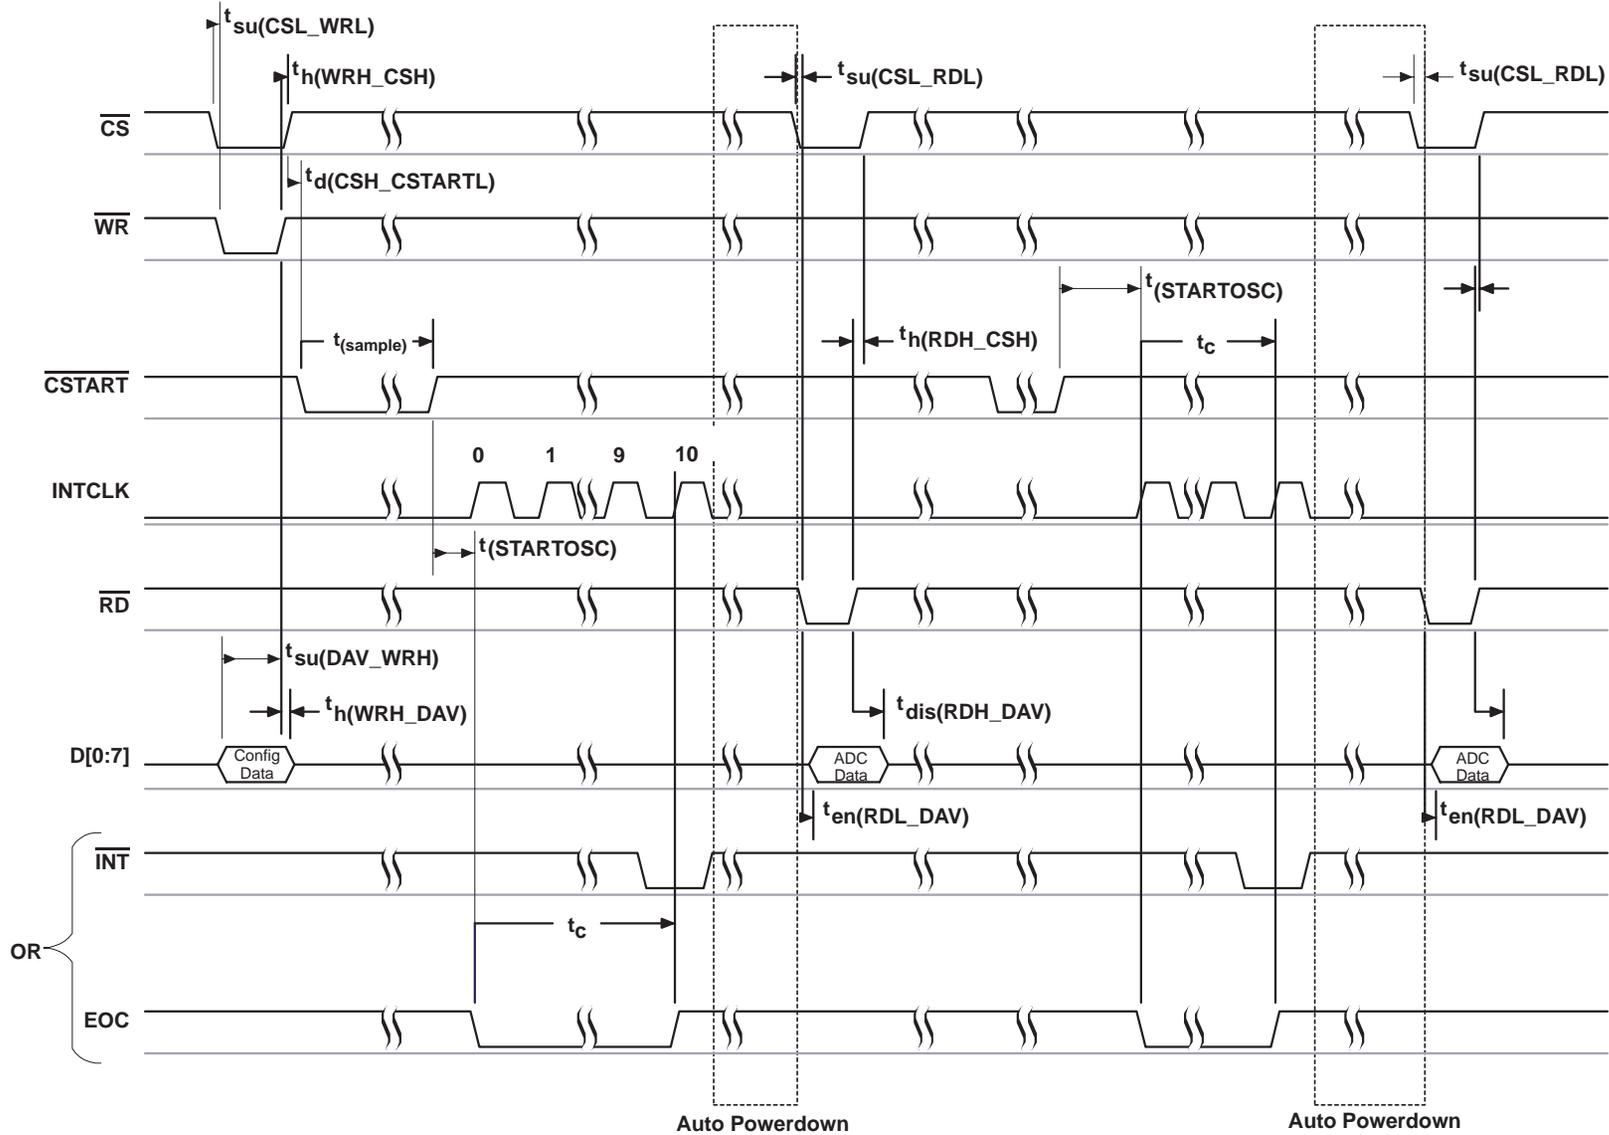 tsu(CSL_WRL)
th(WRH_CSH)
tsu(CSL_RDL)
tsu(CSL_RDL)
CS
td(CSH_CSTARTL)
WR
t(STARTOSC)
t(sample)
th(RDH_CSH)
tc
CSTART
0 1 9 10
INTCLK
t(STARTOSC)
RD
tsu(DAV_WRH)
th(WRH_DAV)
tdis(RDH_DAV)
D[0:7]
Config
Data
ADC
Data
ADC
Data
ten(RDL_DAV)
ten(RDL_DAV)
INT
tc
OR
EOC
Auto Powerdown
Auto Powerdown